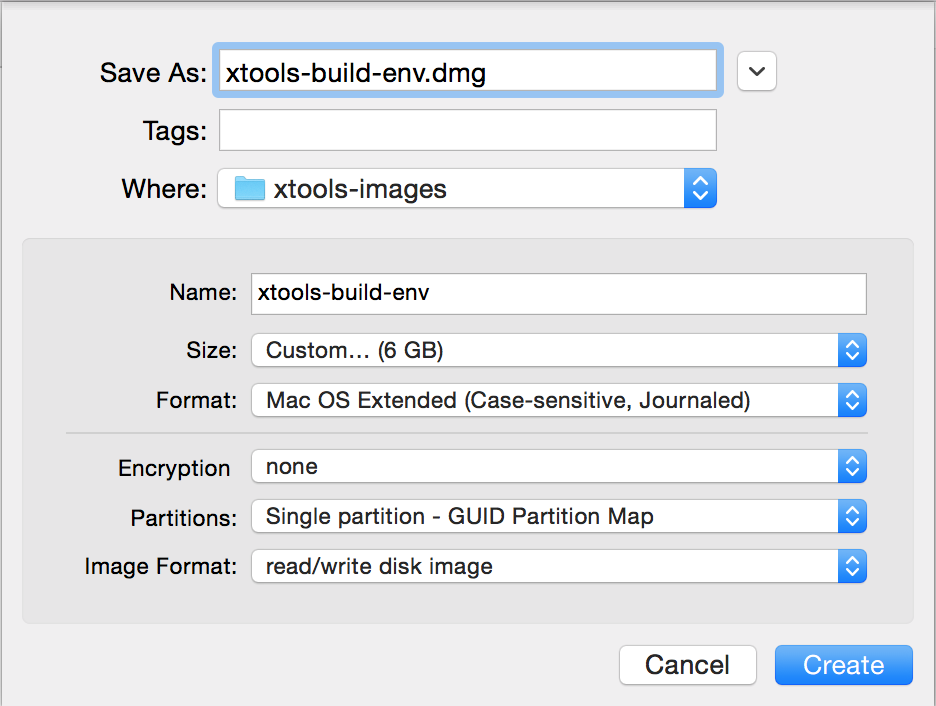 Save As: xtools-build-env.dmg
Tags:
Where: xtools-images
Name: xtools-build-env
Size: Custom... (6 GB)
Format: Mac OS Extended (Case-sensitive, Journaled)
Encryption none
Partitions: Single partition - GUID Partition Map
Image Format: read/write disk image
Cancel Create